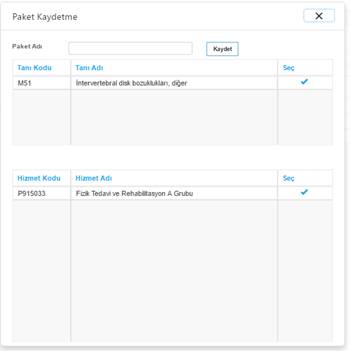 Paket Kaydetme
Paket Adı
Kaydet
Tanı Kodu Tanı Adı Seç
M51 İntervertebral disk bozuklukları, diğer
Hizmet Kodu Hizmet Adı Seç
P915033 Fizik Tedavi ve Rehabilitasyon A Grubu